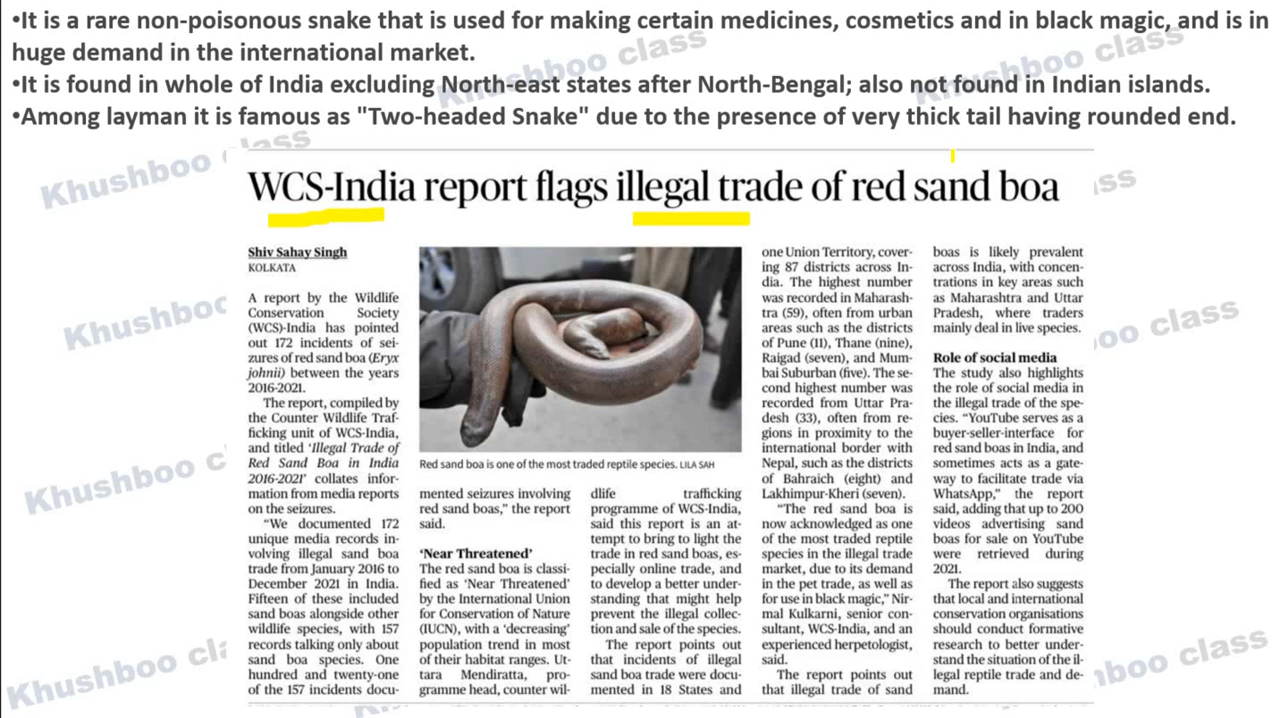 •It is a rare non-poisonous snake that is used for making certain medicines, cosmetics and in black magic, and is in
huge demand in the international market.
•It is found in whole of India excluding North-east states after North-Bengal; also not found in Indian islands.
•Among layman it is famous as "Two-headed Snake" due to the presence of very thick tail having rounded end.
WCS-India report flags illegal trade of red sand boa
Shiv Sahay Singh
KOLKATA
A report by the Wildlife
Conservation Society
(WCS)-India has pointed
out 172 incidents of sei-
zures of red sand boa (Eryx
johnii) between the years
2016-2021.
The report, compiled by
the Counter Wildlife Traf-
ficking unit of WCS-India,
and titled 'Illegal Trade of
Red Sand Boa in India
2016-2021' collates infor-
mation from media reports
on the seizures.
"We documented 172
unique media records in-
volving illegal sand boa
trade from January 2016 to
December 2021 in India.
Fifteen of these included
sand boas alongside other
wildlife species, with 157
records talking only about
sand boa species. One
hundred and twenty-one
of the 157 incidents docu-
Red sand boa is one of the most traded reptile species. LILA SAH
mented seizures involving
red sand boas," the report
said.
'Near Threatened'
The red sand boa is classi-
fied as 'Near Threatened'
by the International Union
for Conservation of Nature
(IUCN), with a 'decreasing'
population trend in most
of their habitat ranges. Ut-
tara Mendiratta, pro-
gramme head, counter wil-
dlife trafficking
programme of WCS-India,
said this report is an at-
tempt to bring to light the
trade in red sand boas, es-
pecially online trade, and
to develop a better under-
standing that might help
prevent the illegal collec-
tion and sale of the species.
The report points out
that incidents of illegal
sand boa trade were docu-
mented in 18 States and
one Union Territory, cover-
ing 87 districts across In-
dia. The highest number
was recorded in Maharash-
tra (59), often from urban
areas such as the districts
of Pune (11), Thane (nine),
Raigad (seven), and Mum-
bai Suburban (five). The se-
cond highest number was
recorded from Uttar Pra-
desh (33), often from re-
gions in proximity to the
international border with
Nepal, such as the districts
of Bahraich (eight) and
Lakhimpur-Kheri (seven).
"The red sand boa is
now acknowledged as one
of the most traded reptile
species in the illegal trade
market, due to its demand
in the pet trade, as well as
for use in black magic," Nir-
mal Kulkarni, senior con-
sultant, WCS-India, and an
experienced herpetologist,
said.
The report points out
that illegal trade of sand
boas is likely prevalent
across India, with concen-
trations in key areas such
as Maharashtra and Uttar
Pradesh, where traders
mainly deal in live species.
Role of social media
The study also highlights
the role of social media in
the illegal trade of the spe-
cies. "YouTube serves as a
buyer-seller-interface for
red sand boas in India, and
sometimes acts as a gate-
way to facilitate trade via
WhatsApp," the report
said, adding that up to 200
videos advertising sand
boas for sale on YouTube
were retrieved during
2021.
The report also suggests
that local and international
conservation organisations
should conduct formative
research to better under-
stand the situation of the il-
legal reptile trade and de-
mand.
Khushboo class
Khushboo class
Khushboo class
Khushboo
Khushboo c
Khushboo cla
ass
oo class
hboo class